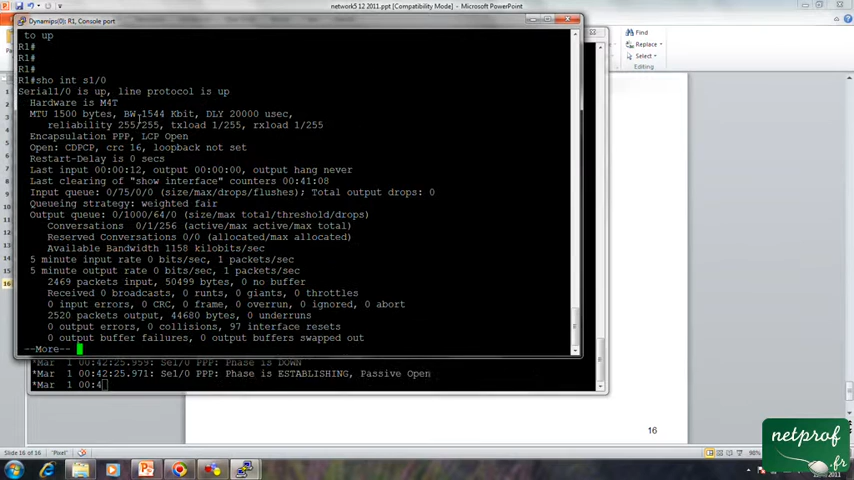 network5 12 2011.ppt [Compatibility Mode] - Microsoft PowerPoint
Dynamips(0): R1, Console port
to up
R1#
R1#
R1#
R1#sho int s1/0
Serial1/0 is up, line protocol is up
Hardware is M4T
MTU 1500 bytes, BW 1544 Kbit, DLY 20000 usec,
reliability 255/255, txload 1/255, rxload 1/255
Encapsulation PPP, LCP Open
Open: CDPCP, crc 16, loopback not set
Restart-Delay is 0 secs
Last input 00:00:12, output 00:00:00, output hang never
Last clearing of "show interface" counters 00:41:08
Input queue: 0/75/0/0 (size/max/drops/flushes); Total output drops: 0
Queueing strategy: weighted fair
Output queue: 0/1000/64/0 (size/max total/threshold/drops)
Conversations  0/1/256 (active/max active/max total)
Reserved Conversations 0/0 (allocated/max allocated)
Available Bandwidth 1158 kilobits/sec
5 minute input rate 0 bits/sec, 1 packets/sec
5 minute output rate 0 bits/sec, 1 packets/sec
2469 packets input, 50499 bytes, 0 no buffer
Received 0 broadcasts, 0 runts, 0 giants, 0 throttles
0 input errors, 0 CRC, 0 frame, 0 overrun, 0 ignored, 0 abort
2520 packets output, 44680 bytes, 0 underruns
0 output errors, 0 collisions, 97 interface resets
0 output buffer failures, 0 output buffers swapped out
--More--
*Mar  1 00:42:25.959: Se1/0 PPP: Phase is DOWN
*Mar  1 00:42:25.971: Se1/0 PPP: Phase is ESTABLISHING, Passive Open
*Mar  1 00:4
Find
Replace
Select
Editing
16
16
netprof
.fr
Slide 16 of 16
"Pixel"
98%